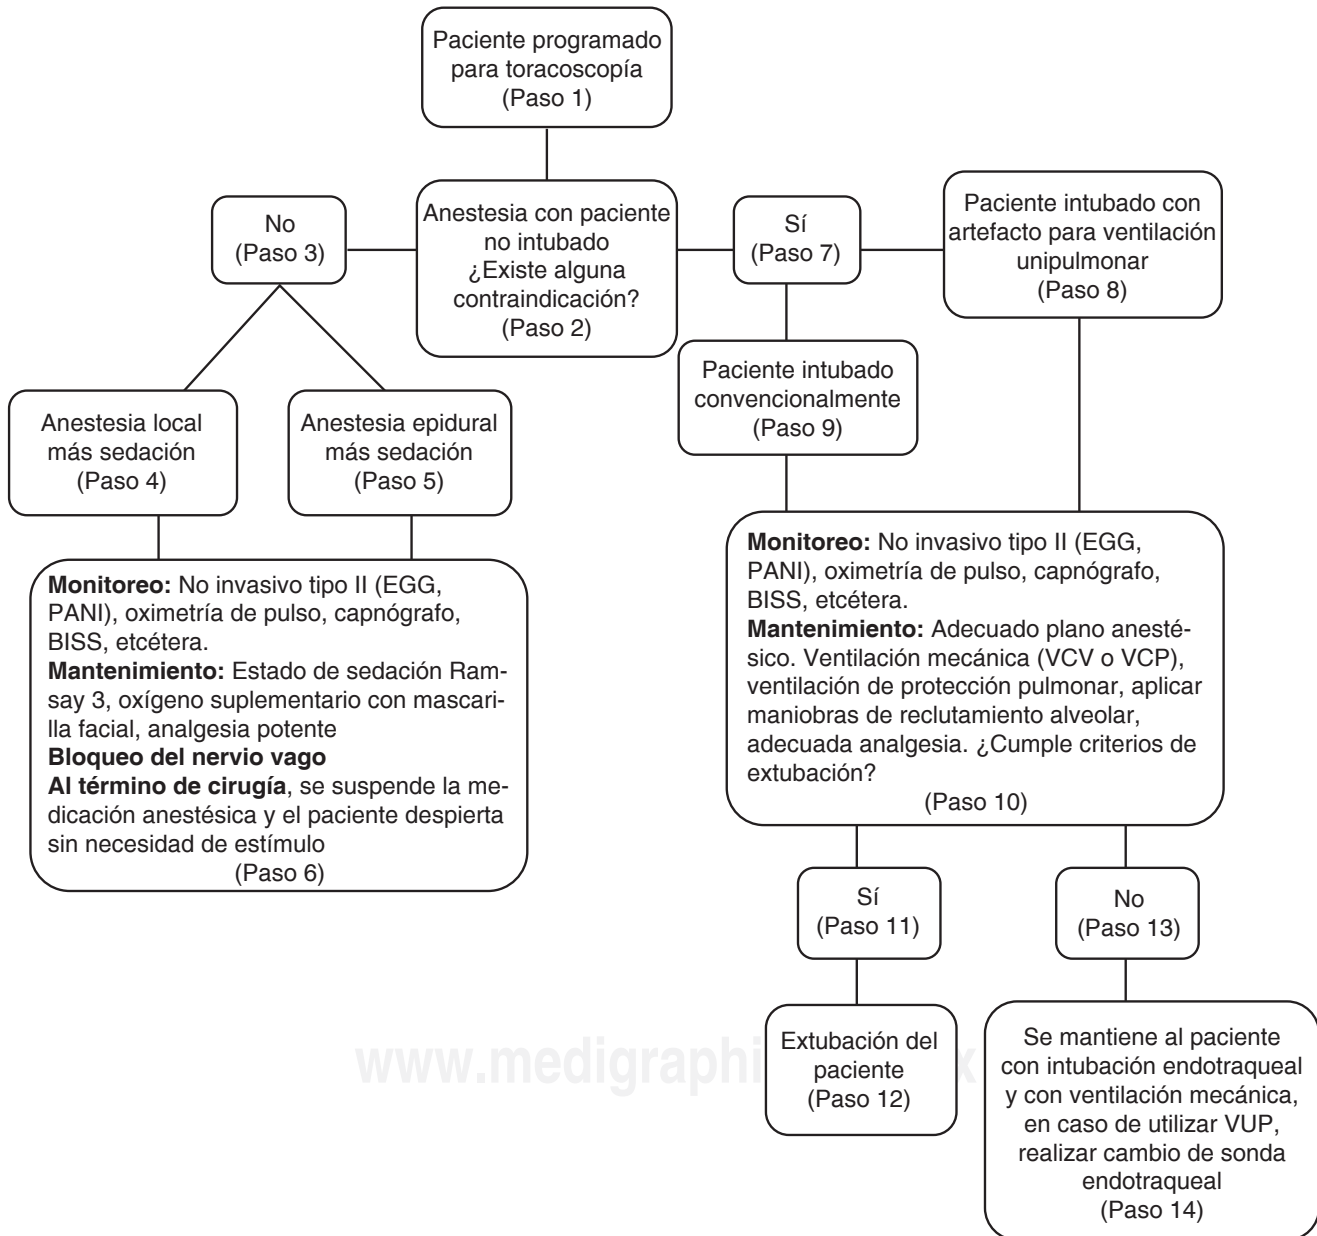 Paciente programado
para toracoscopía
(Paso 1)
Anestesia con paciente
no intubado
¿Existe alguna
contraindicación?
(Paso 2)
No
(Paso 3)
Sí
(Paso 7)
Paciente intubado con
artefacto para ventilación
unipulmonar
(Paso 8)
Anestesia local
más sedación
(Paso 4)
Anestesia epidural
más sedación
(Paso 5)
Paciente intubado
convencionalmente
(Paso 9)
Monitoreo: No invasivo tipo II (EGG,
PANI), oximetría de pulso, capnógrafo,
BISS, etcétera.
Mantenimiento: Estado de sedación Ram-
say 3, oxígeno suplementario con mascari-
lla facial, analgesia potente
Bloqueo del nervio vago
Al término de cirugía, se suspende la me-
dicación anestésica y el paciente despierta
sin necesidad de estímulo
(Paso 6)
Monitoreo: No invasivo tipo II (EGG,
PANI), oximetría de pulso, capnógrafo,
BISS, etcétera.
Mantenimiento: Adecuado plano anesté-
sico. Ventilación mecánica (VCV o VCP),
ventilación de protección pulmonar, aplicar
maniobras de reclutamiento alveolar,
adecuada analgesia. ¿Cumple criterios de
extubación?
(Paso 10)
Sí
(Paso 11)
No
(Paso 13)
Extubación del
paciente
(Paso 12)
Se mantiene al paciente
con intubación endotraqueal
y con ventilación mecánica,
en caso de utilizar VUP,
realizar cambio de sonda
endotraqueal
(Paso 14)